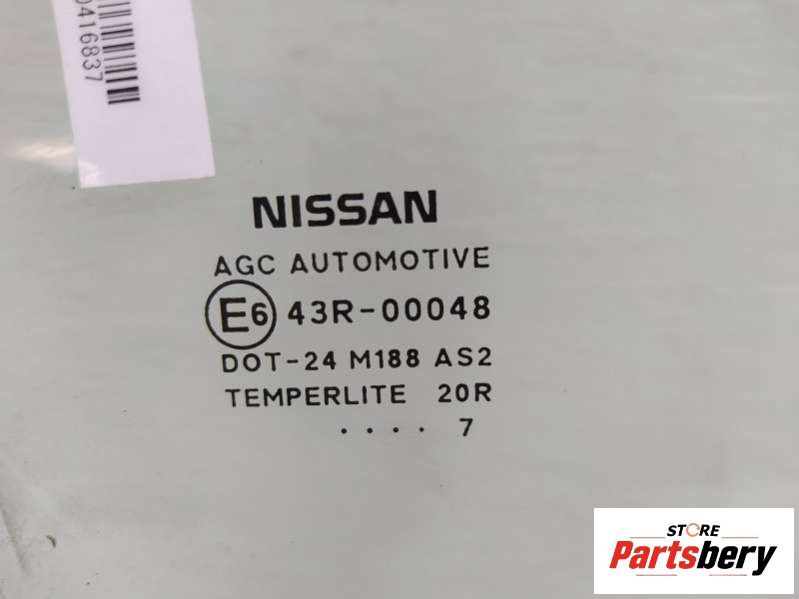 0416837
NISSAN
AGC AUTOMOTIVE
E6 43R-00048
DOT-24 M188 AS2
TEMPERLITE 20R
.... 7
STORE
Partsbery